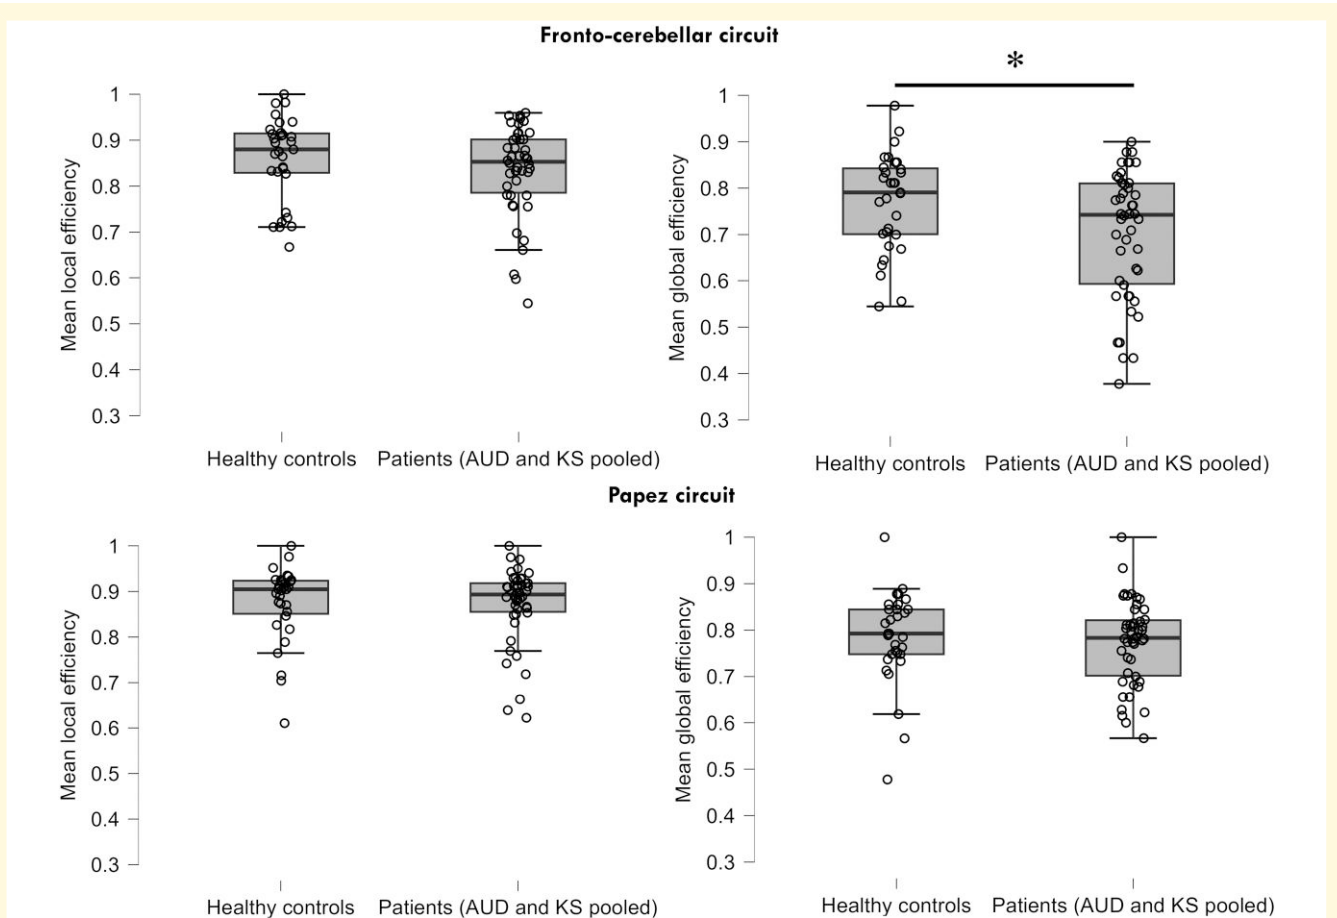 Fronto-cerebellar circuit
Mean local efficiency
1
0.9
0.8
0.7
0.6
0.5
0.4
0.3
Healthy controls
Patients (AUD and KS pooled)
*
Mean global efficiency
1
0.9
0.8
0.7
0.6
0.5
0.4
0.3
Healthy controls
Patients (AUD and KS pooled)
Papez circuit
Mean local efficiency
1
0.9
0.8
0.7
0.6
0.5
0.4
0.3
Healthy controls
Patients (AUD and KS pooled)
Mean global efficiency
1
0.9
0.8
0.7
0.6
0.5
0.4
0.3
Healthy controls
Patients (AUD and KS pooled)